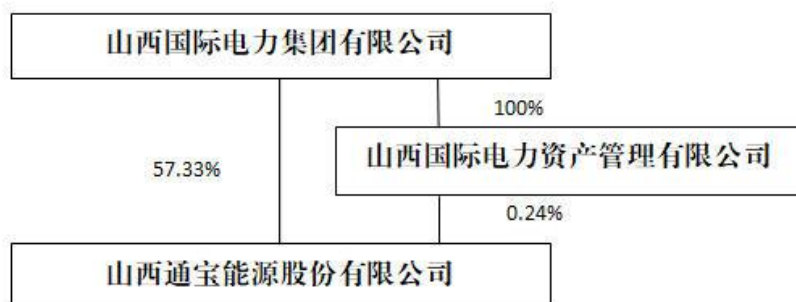 山西国际电力集团有限公司
100%
山西国际电力资产管理有限公司
57.33%
0.24%
山西通宝能源股份有限公司